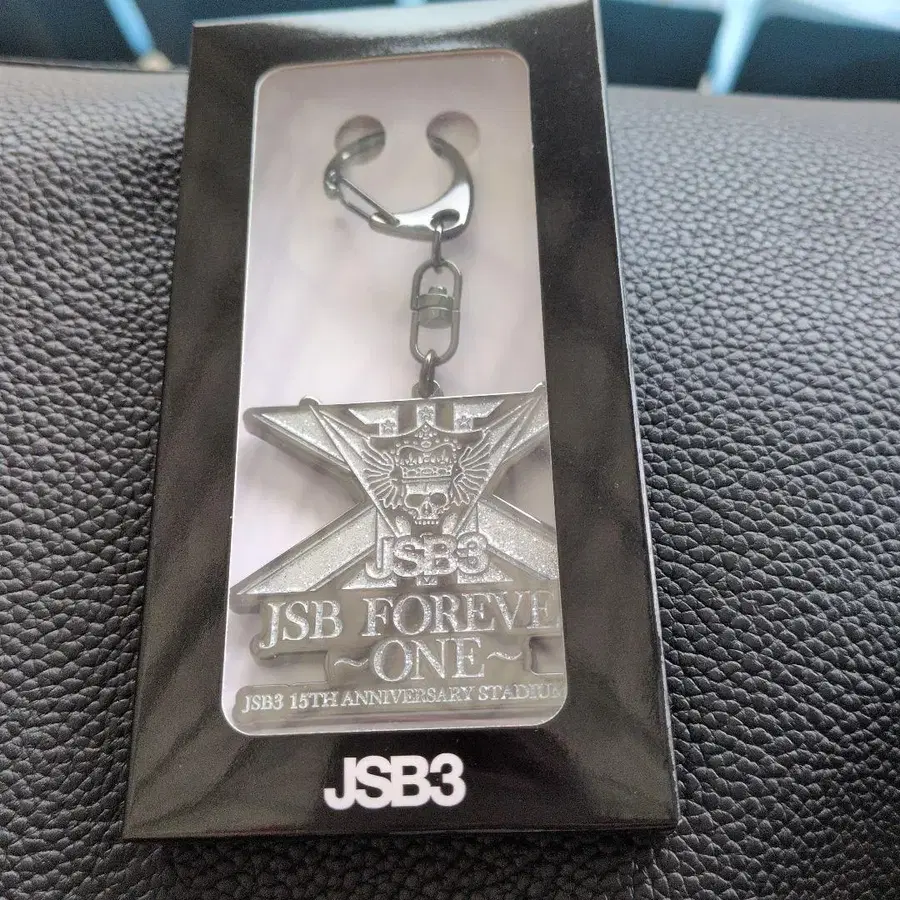 JSB3
JSB FOREVE
~ONE~
JSB3 15TH ANNIVERSARY STADIUM
JSB3